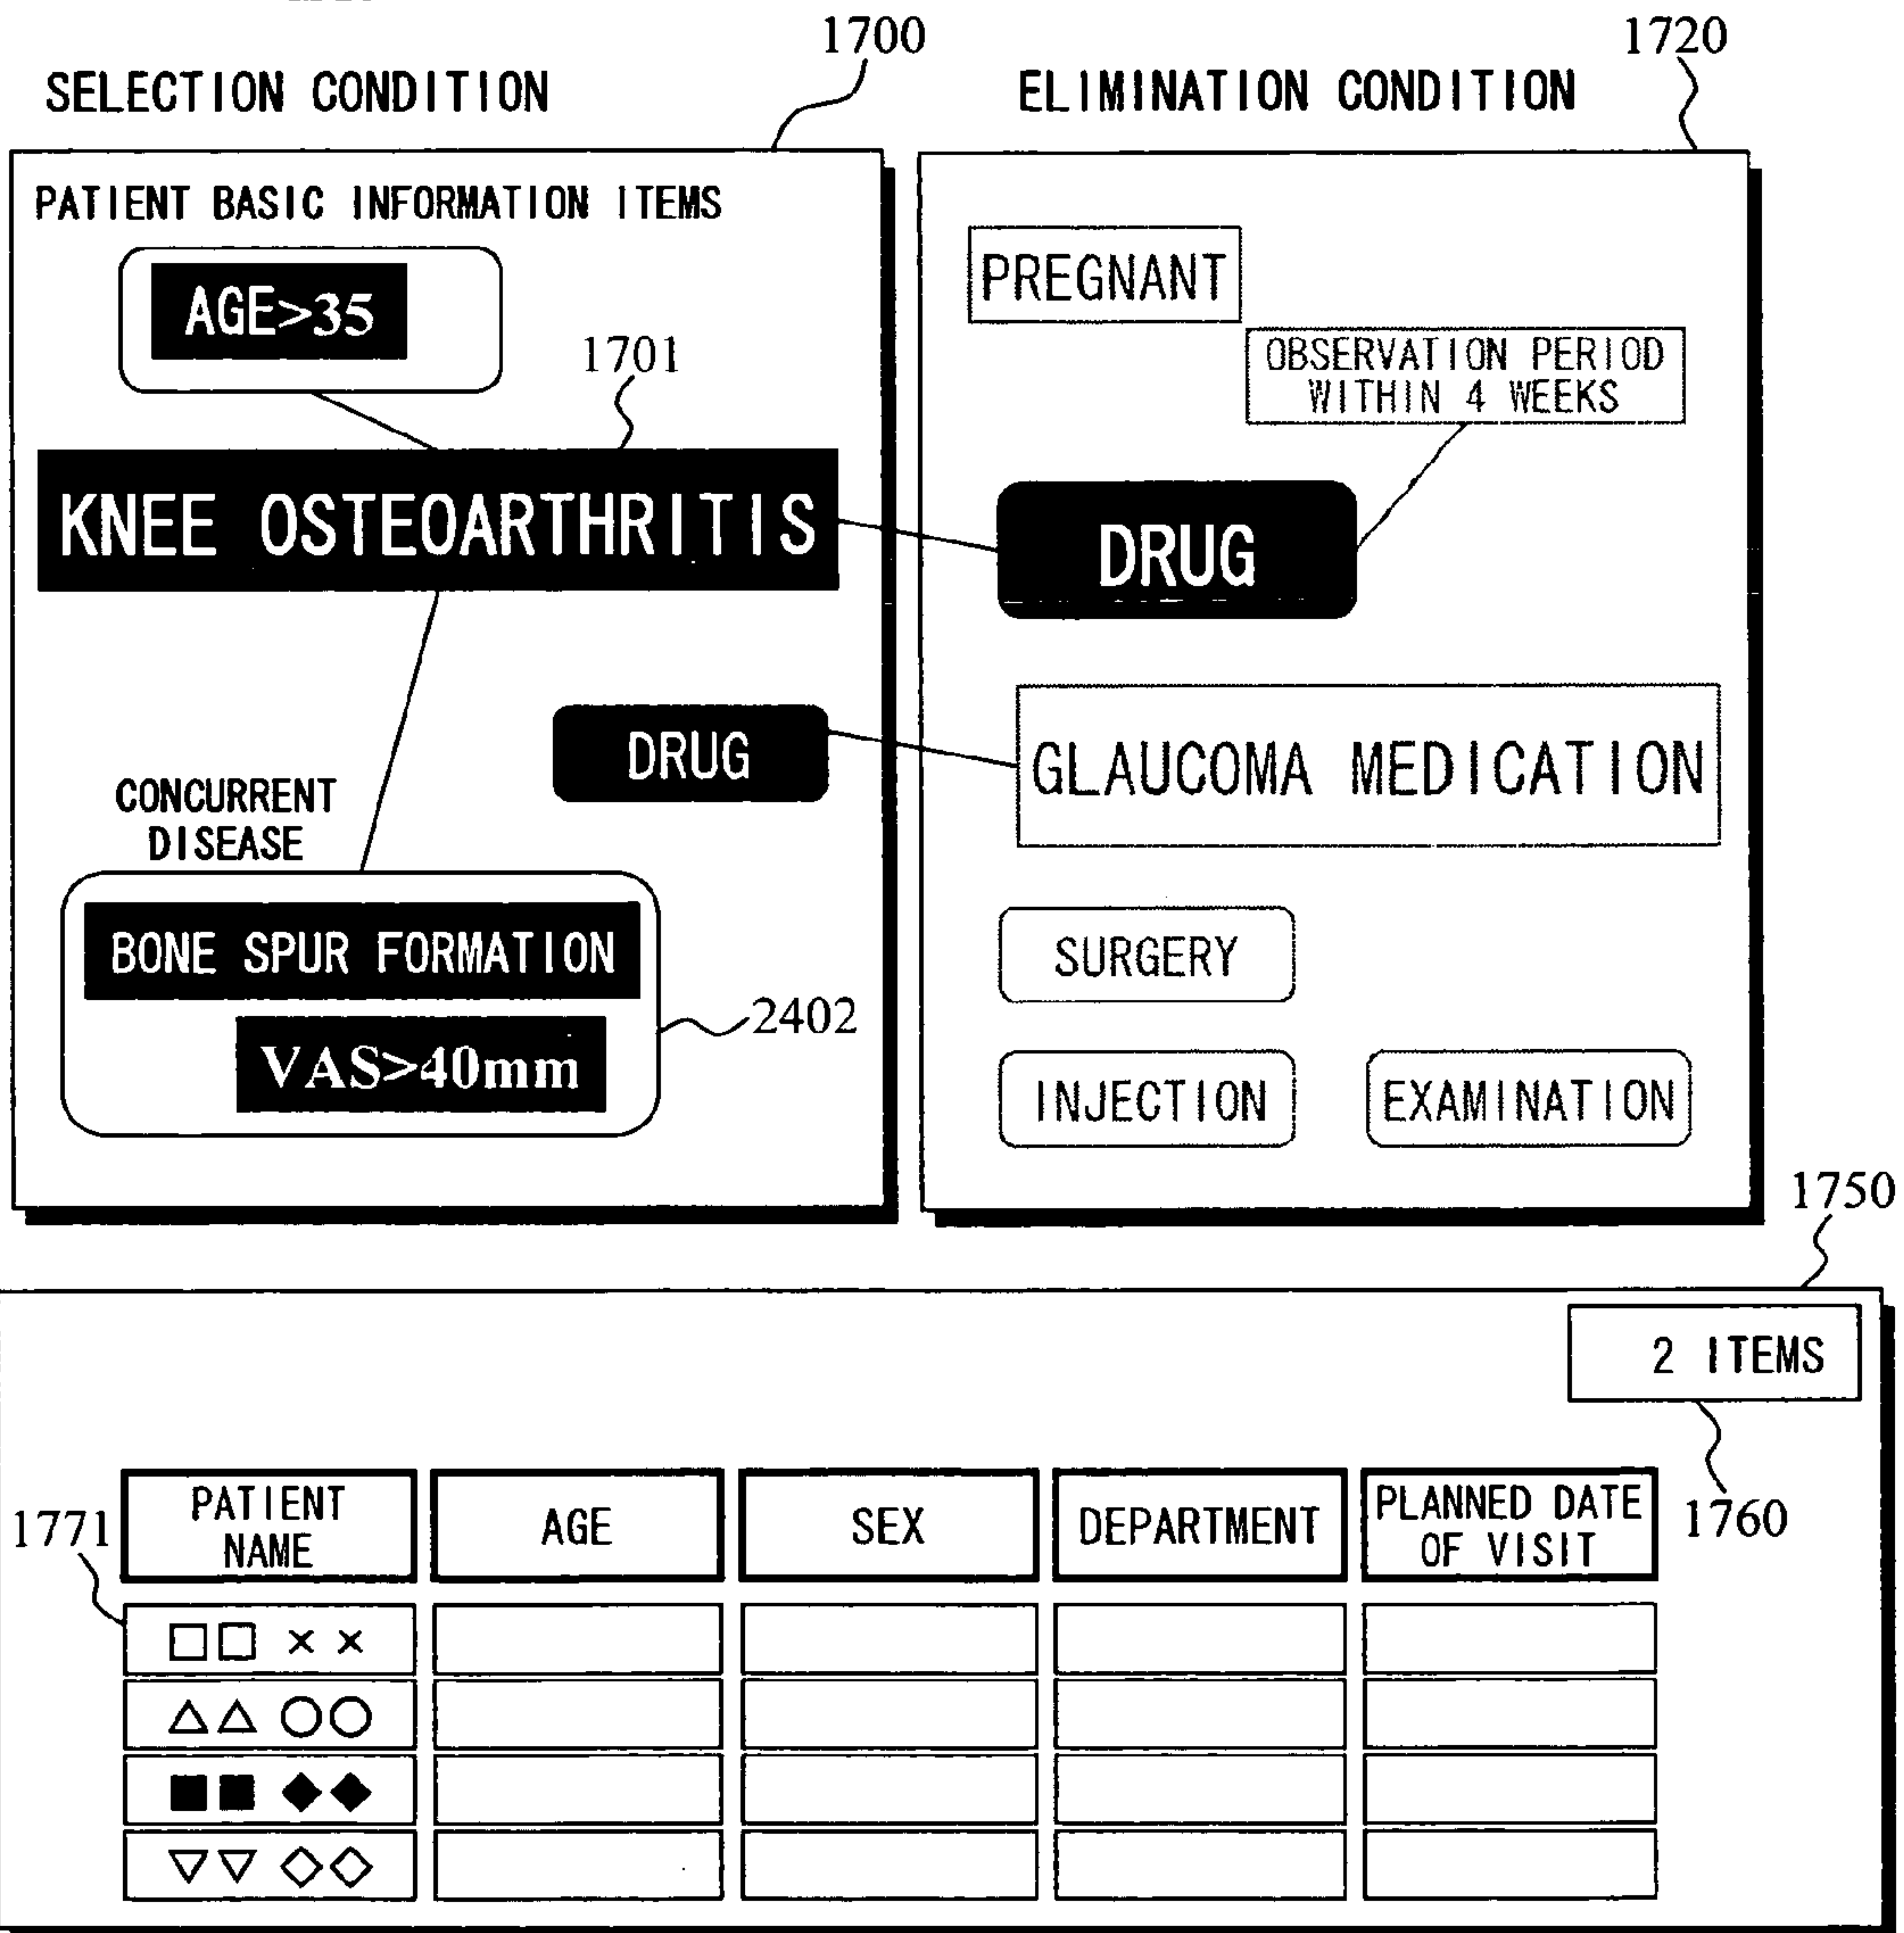 1700
1720
SELECTION CONDITION
ELIMINATION CONDITION
PATIENT BASIC INFORMATION ITEMS
AGE>35
1701
KNEE OSTEOARTHRITIS
DRUG
CONCURRENT
DISEASE
BONE SPUR FORMATION
VAS>40mm
2402
PREGNANT
OBSERVATION PERIOD
WITHIN 4 WEEKS
DRUG
GLAUCOMA MEDICATION
SURGERY
INJECTION
EXAMINATION
1750
2 ITEMS
1760
1771
PATIENT
NAME
AGE
SEX
DEPARTMENT
PLANNED DATE
OF VISIT
□□ ××
△△ ○○
■■ ◆◆
▽▽ ◇◇